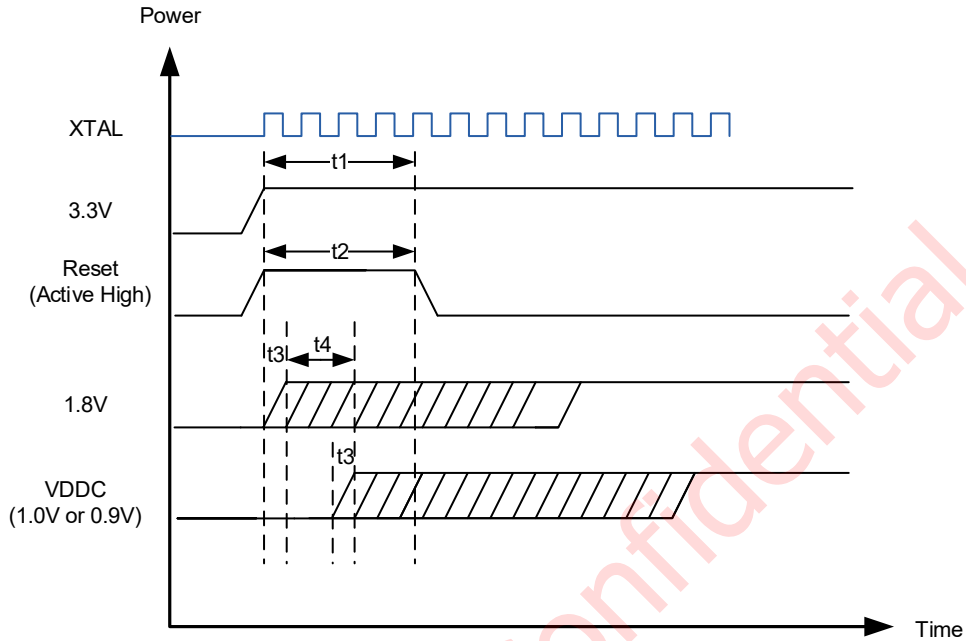 Power
XTAL
t1
3.3V
t2
Reset
(Active High)
t3
t4
1.8V
t3
VDDC
(1.0V or 0.9V)
Time
Confidential